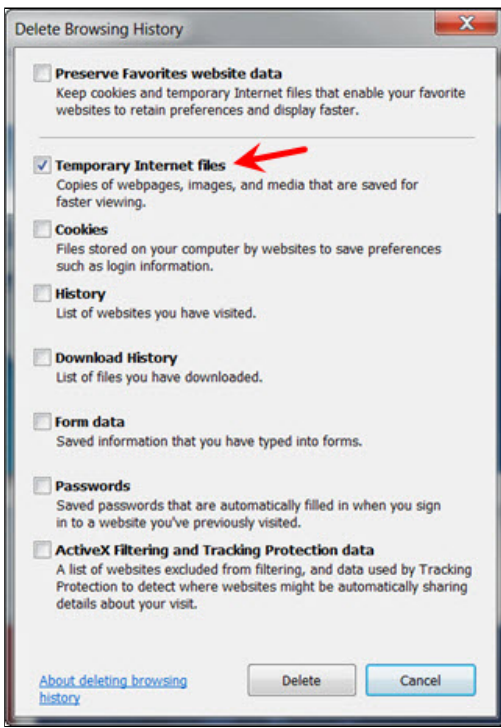 Delete Browsing History
Preserve Favorites website data
Keep cookies and temporary Internet files that enable your favorite
websites to retain preferences and display faster.
Temporary Internet files
Copies of webpages, images, and media that are saved for
faster viewing.
Cookies
Files stored on your computer by websites to save preferences
such as login information.
History
List of websites you have visited.
Download History
List of files you have downloaded.
Form data
Saved information that you have typed into forms.
Passwords
Saved passwords that are automatically filled in when you sign
in to a website you've previously visited.
ActiveX Filtering and Tracking Protection data
A list of websites excluded from filtering, and data used by Tracking
Protection to detect where websites might be automatically sharing
details about your visit.
About deleting browsing
history
Delete
Cancel